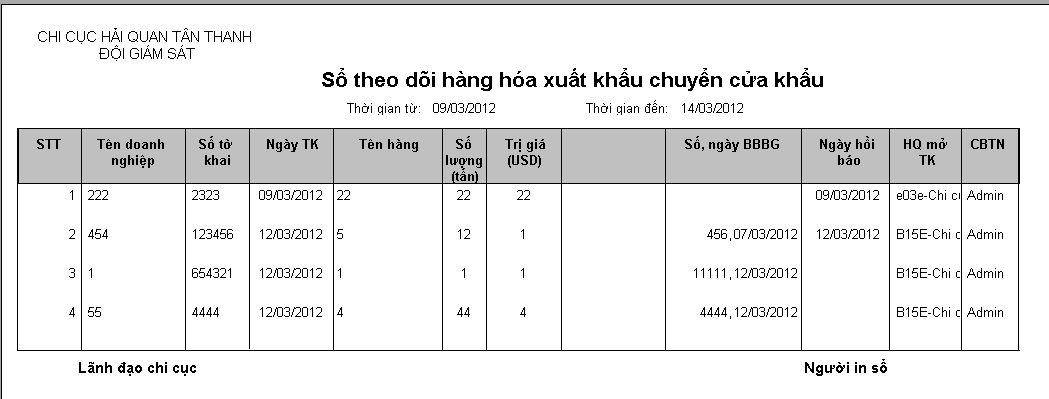 CHI CỤC HẢI QUAN TÂN THANH
ĐỘI GIÁM SÁT
Sổ theo dõi hàng hóa xuất khẩu chuyển cửa khẩu
Thời gian từ: 09/03/2012 Thời gian đến: 14/03/2012
STT Tên doanh nghiệp Số tờ khai Ngày TK Tên hàng Số lượng (tấn) Trị giá (USD) Số, ngày BBBG Ngày hồi báo HQ mở TK CBTN
1 222 2323 09/03/2012 22 22 22 09/03/2012 e03e-Chi cụ Admin
2 454 123456 12/03/2012 5 12 1 456,07/03/2012 12/03/2012 B15E-Chi c Admin
3 1 654321 12/03/2012 1 1 1 11111,12/03/2012 B15E-Chi c Admin
4 55 4444 12/03/2012 4 44 4 4444,12/03/2012 B15E-Chi c Admin
Lãnh đạo chi cục Người in sổ